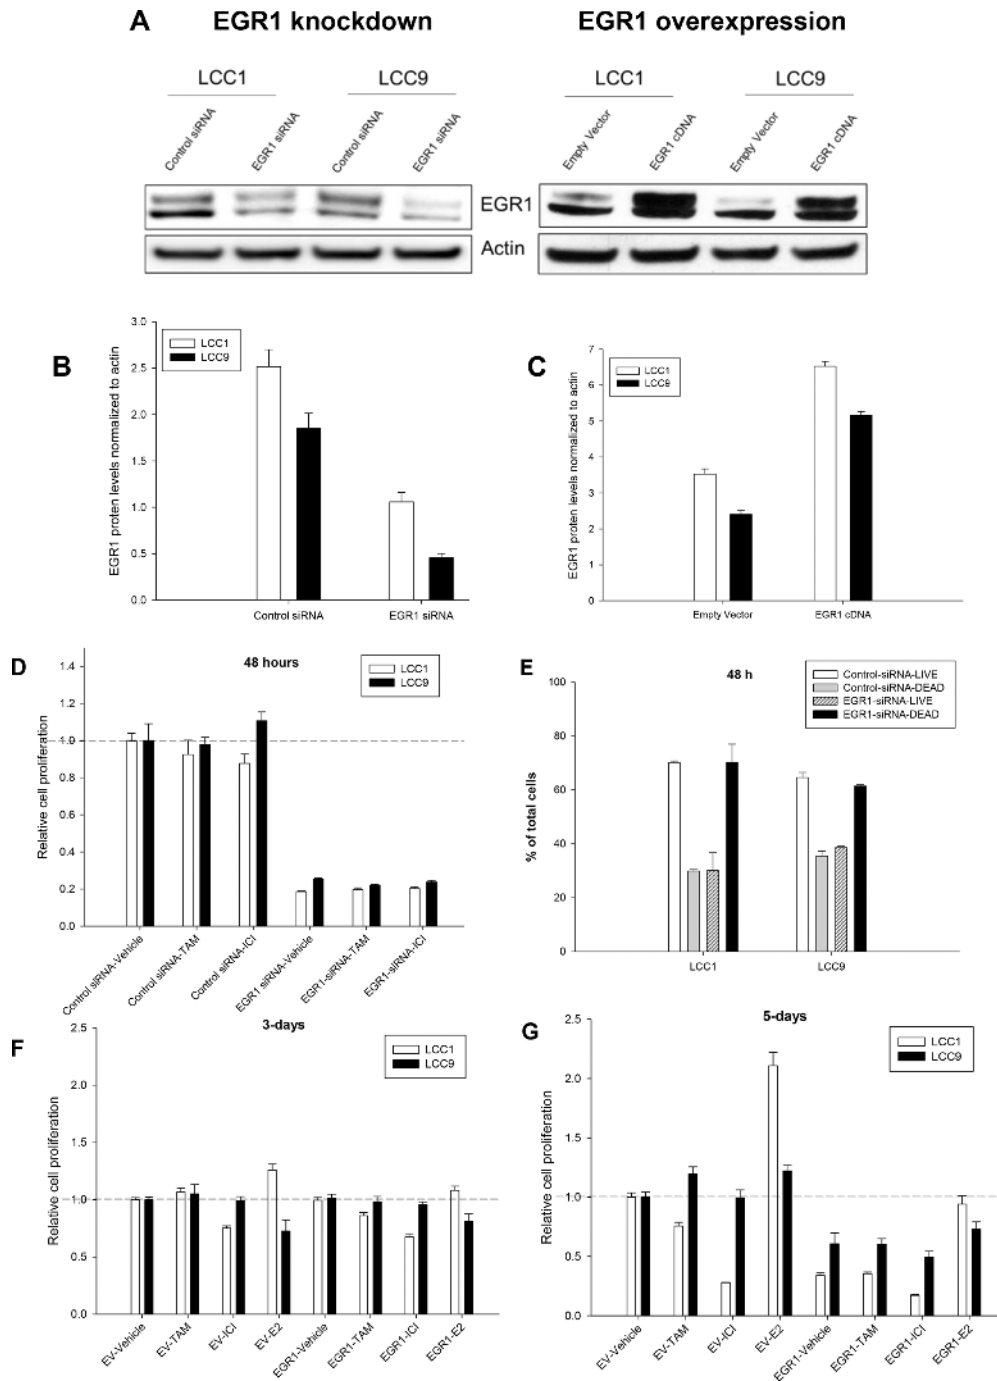 A EGR1 knockdown EGR1 overexpression
LCC1 LCC9 LCC1 LCC9
Control siRNA EGR1 siRNA Control siRNA EGR1 siRNA Empty Vector EGR1 cDNA Empty Vector EGR1 cDNA
EGR1
Actin
B
EGR1 proten levels normalized to actin
3.0
2.5
2.0
1.5
1.0
0.5
0.0
LCC1
LCC9
Control siRNA EGR1 siRNA
C
EGR1 protein levels normalized to actin
7
6
5
4
3
2
1
0
LCC1
LCC9
Empty Vector EGR1 cDNA
D
48 hours
Relative cell proliferation
1.4
1.2
1.0
0.8
0.6
0.4
0.2
0.0
LCC1
LCC9
Control siRNA-Vehicle Control siRNA-TAM Control siRNA-ICI EGR1 siRNA-Vehicle EGR1-siRNA-TAM EGR1-siRNA-ICI
E
48 h
% of total cells
100
80
60
40
20
0
Control-siRNA-LIVE
Control-siRNA-DEAD
EGR1-siRNA-LIVE
EGR1-siRNA-DEAD
LCC1 LCC9
F
3-days
Relative cell proliferation
2.5
2.0
1.5
1.0
0.5
0.0
LCC1
LCC9
EV-Vehicle EV-TAM EV-ICI EV-E2 EGR1-Vehicle EGR1-TAM EGR1-ICI EGR1-E2
G
5-days
Relative cell proliferation
2.5
2.0
1.5
1.0
0.5
0.0
LCC1
LCC9
EV-Vehicle EV-TAM EV-ICI EV-E2 EGR1-Vehicle EGR1-TAM EGR1-ICI EGR1-E2